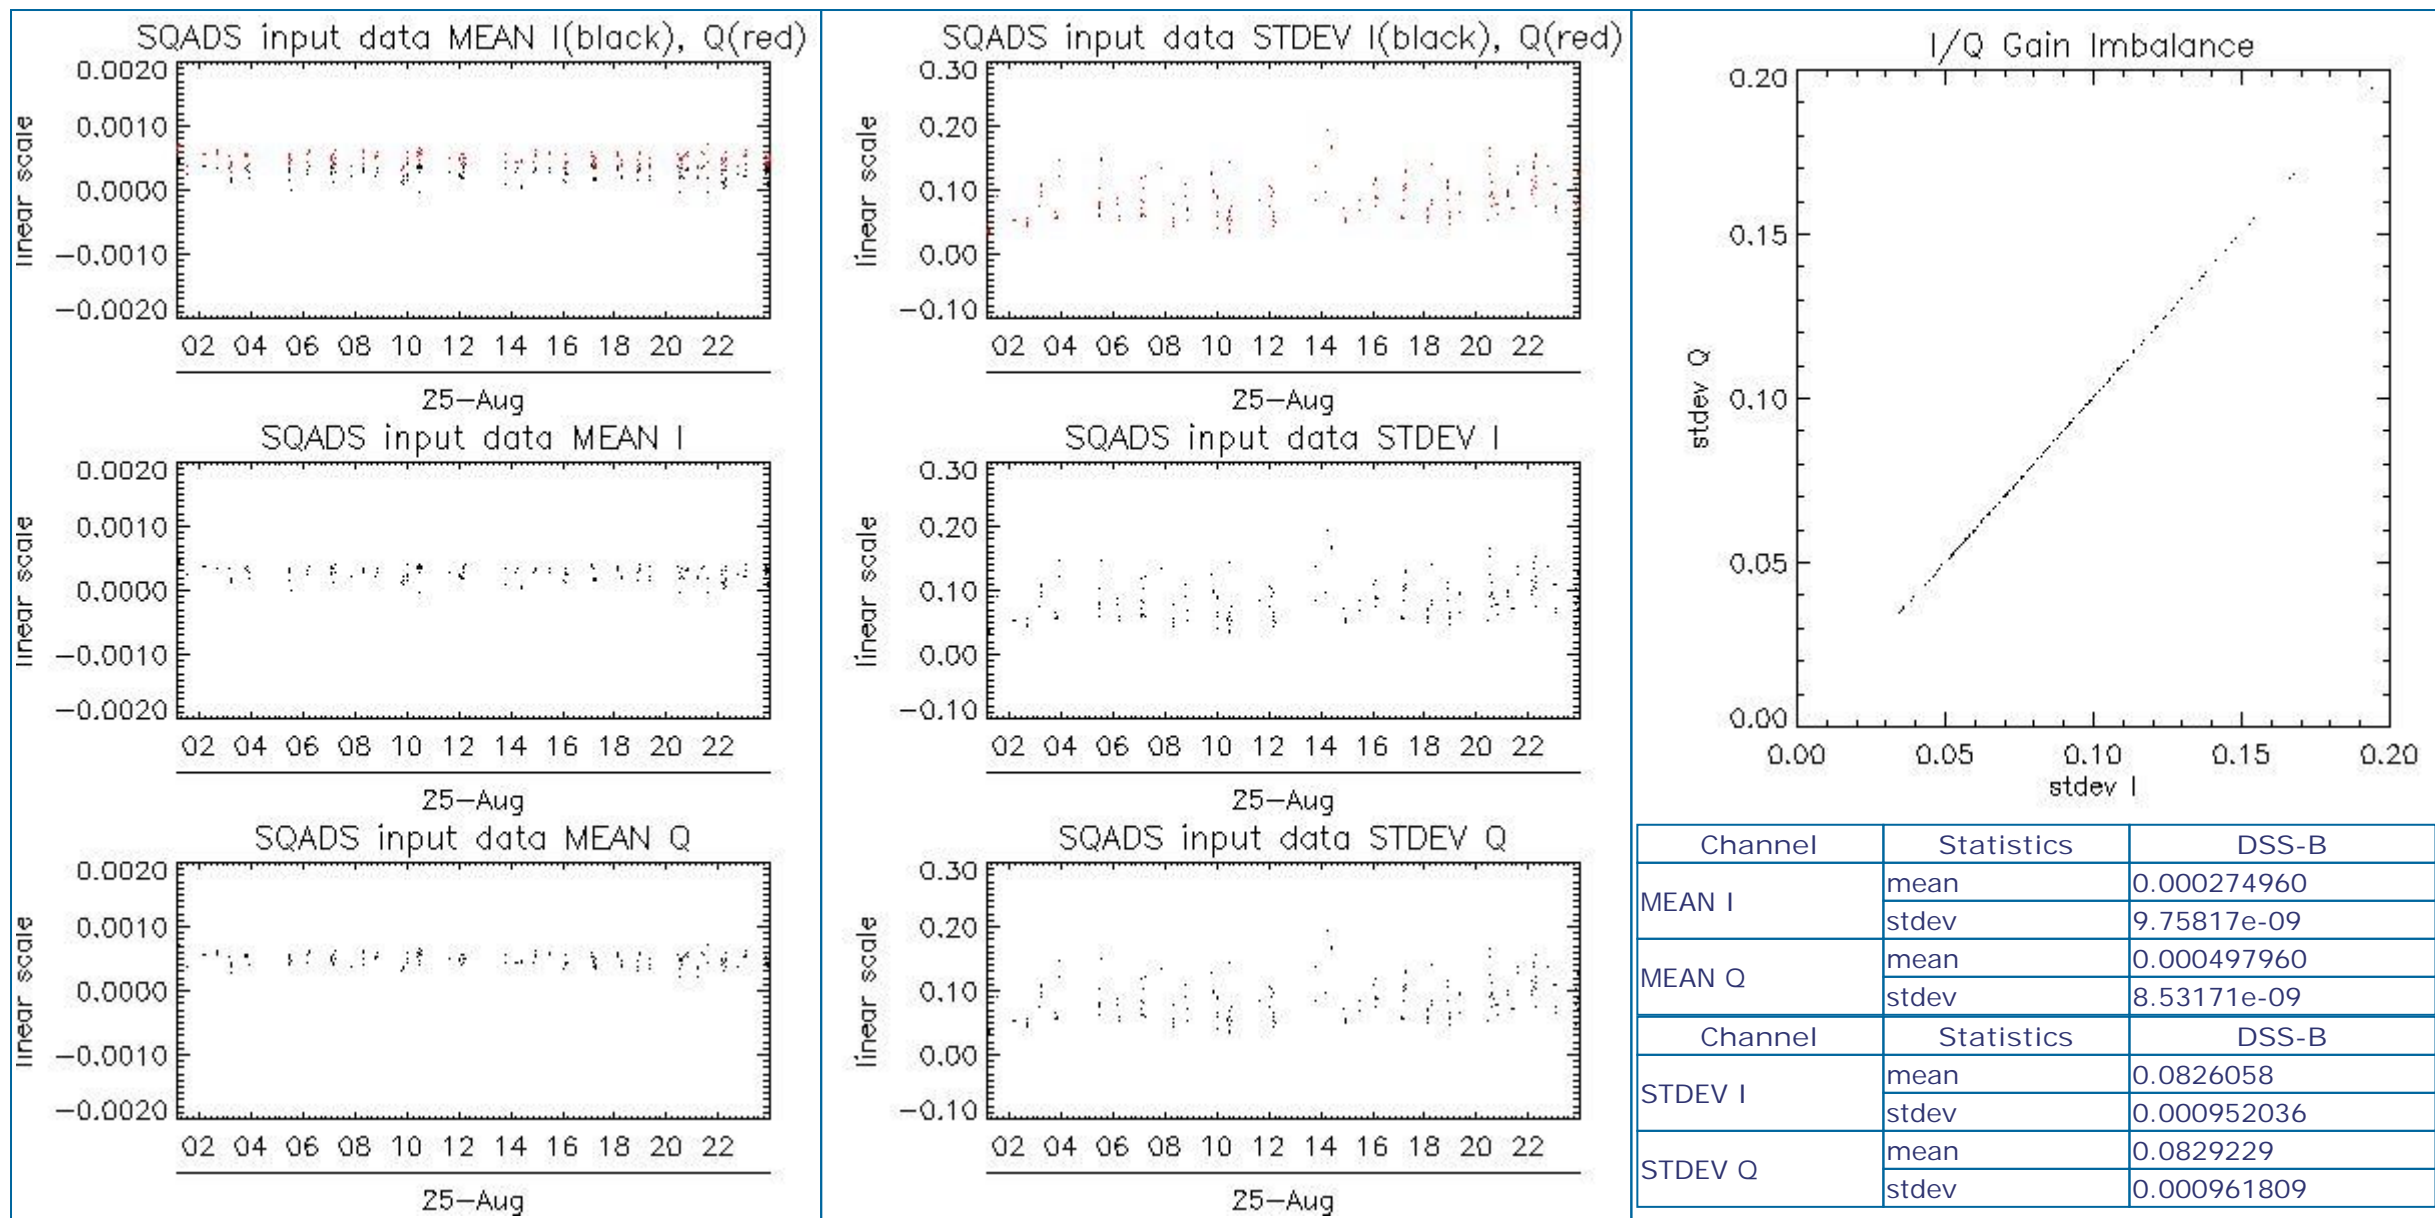 SQADS input data MEAN I(black), Q(red)
linear scale
0.0020
0.0010
0.0000
−0.0010
−0.0020
02 04 06 08 10 12 14 16 18 20 22
25−Aug
SQADS input data MEAN I
linear scale
0.0020
0.0010
0.0000
−0.0010
−0.0020
02 04 06 08 10 12 14 16 18 20 22
25−Aug
SQADS input data MEAN Q
linear scale
0.0020
0.0010
0.0000
−0.0010
−0.0020
02 04 06 08 10 12 14 16 18 20 22
25−Aug
SQADS input data STDEV I(black), Q(red)
linear scale
0.30
0.20
0.10
0.00
−0.10
02 04 06 08 10 12 14 16 18 20 22
25−Aug
SQADS input data STDEV I
linear scale
0.30
0.20
0.10
0.00
−0.10
02 04 06 08 10 12 14 16 18 20 22
25−Aug
SQADS input data STDEV Q
linear scale
0.30
0.20
0.10
0.00
−0.10
02 04 06 08 10 12 14 16 18 20 22
25−Aug
I/Q Gain Imbalance
stdev Q
0.20
0.15
0.10
0.05
0.00
0.00 0.05 0.10 0.15 0.20
stdev I
Channel Statistics DSS-B
MEAN I mean 0.000274960
stdev 9.75817e-09
MEAN Q mean 0.000497960
stdev 8.53171e-09
Channel Statistics DSS-B
STDEV I mean 0.0826058
stdev 0.000952036
STDEV Q mean 0.0829229
stdev 0.000961809